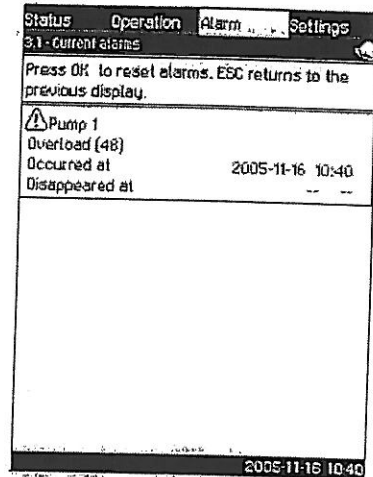 Status Operation Alarm Settings
3.1 - Current alarms
Press OK to reset alarms. ESC returns to the
previous display.
Pump 1
Overload (48)
Occurred at 2005-11-16 10:40
Disappeared at -- --
2005-11-16 10:40